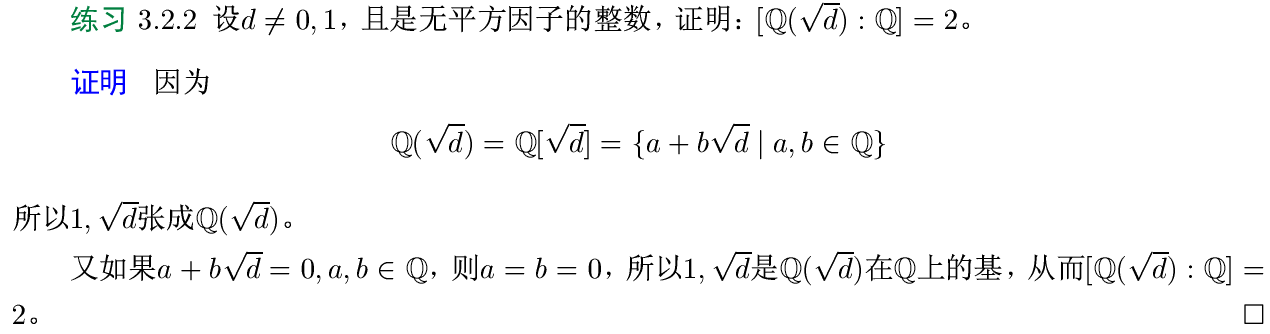 练习 3.2.2 设d ≠ 0, 1，且是无平方因子的整数，证明：[ℚ(√d) : ℚ] = 2。
证明 因为
ℚ(√d) = ℚ[√d] = {a + b√d | a, b ∈ ℚ}
所以1, √d张成ℚ(√d)。
又如果a + b√d = 0, a, b ∈ ℚ，则a = b = 0，所以1, √d是ℚ(√d)在ℚ上的基，从而[ℚ(√d) : ℚ] =
2。 □